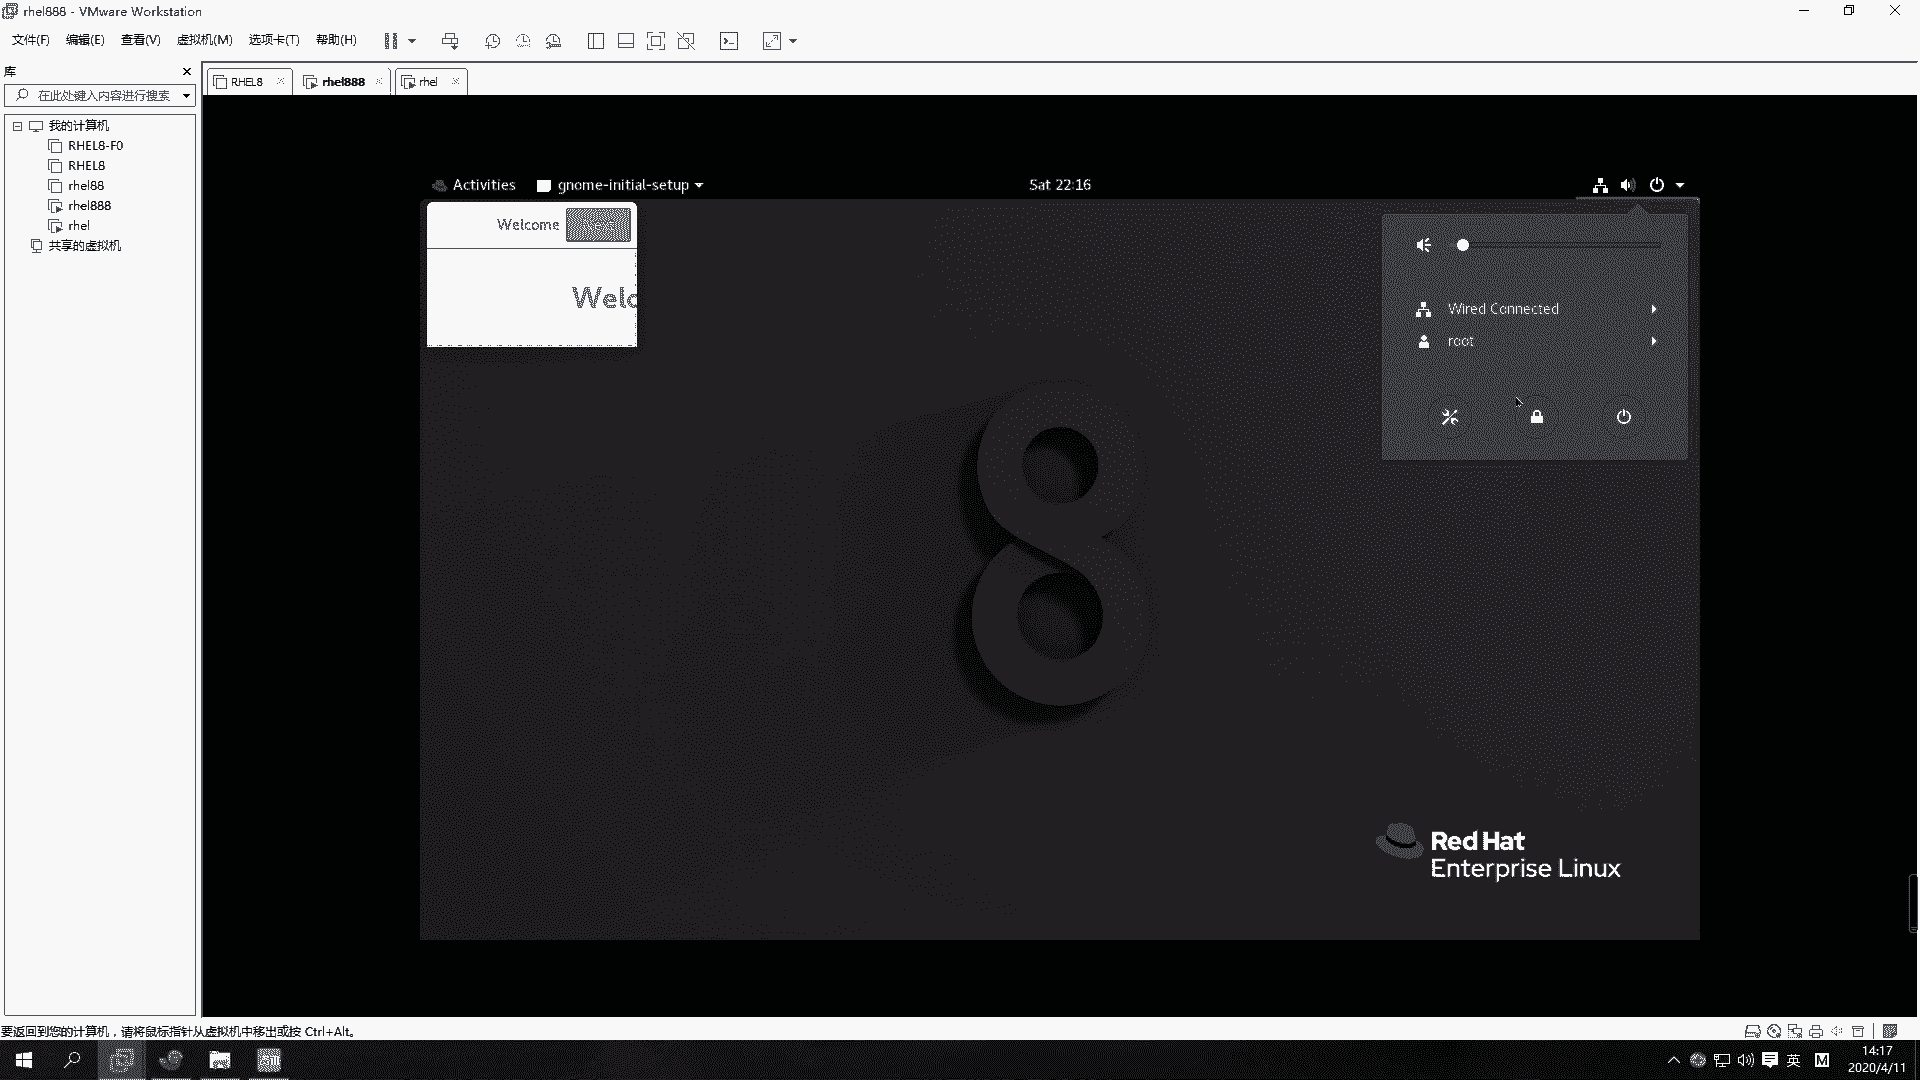 rhel888 - VMware Workstation
文件(F) 编辑(E) 查看(V) 虚拟机(M) 选项卡(T) 帮助(H)
库
在此处键入内容进行搜索
RHEL8 rhel888 rhel
我的计算机
RHEL8-F0
RHEL8
rhel88
rhel888
rhel
共享的虚拟机
Activities gnome-initial-setup Sat 22:16
Welcome
Welc
Wired Connected
root
8
Red Hat
Enterprise Linux
要返回到您的计算机，请将鼠标指针从虚拟机中移出或按 Ctrl+Alt。
英 M
14:17
2020/4/11